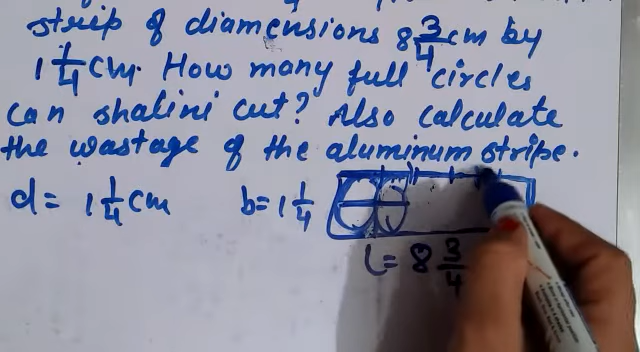 strip of diamensions 8 3/4 cm by
1 1/4 cm. How many full circles
can shalini cut? Also calculate
the wastage of the aluminum stripe.
d = 1 1/4 cm b = 1 1/4
l = 8 3/4